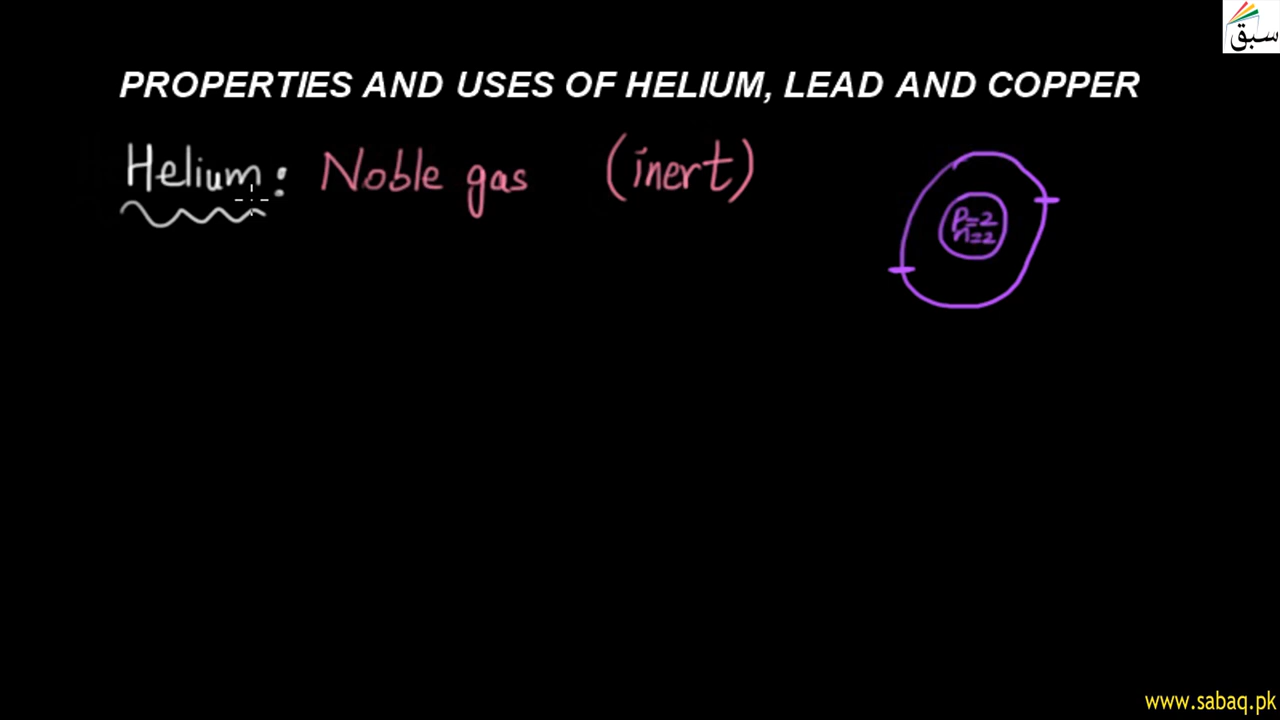 سبق
PROPERTIES AND USES OF HELIUM, LEAD AND COPPER
Helium: Noble gas (inert)
P=2
n=2
www.sabaq.pk